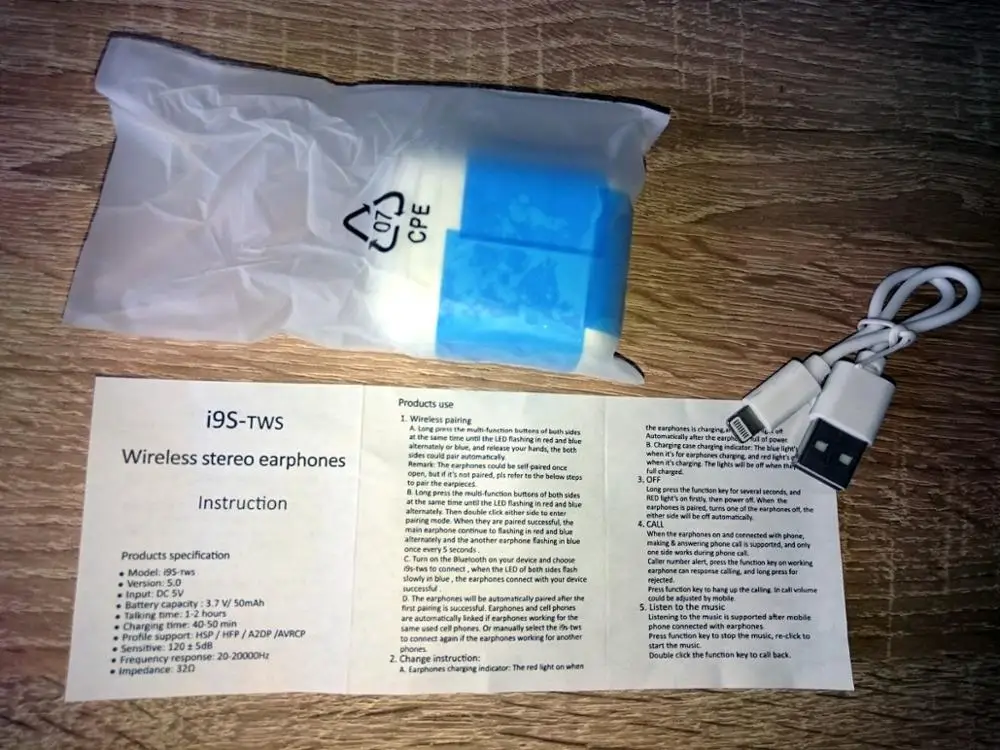 07
CPE
i9S-TWS
Wireless stereo earphones
Instruction
Products specification
• Model: i9S-TWS
• Version: 5.0
• Input: DC 5V
• Battery capacity : 3.7 V/ 50mAh
• Talking time: 1-2 hours
• Charging time: 40-50 min
• Profile support: HSP / HFP / A2DP /AVRCP
• Sensitive: 120 ± 5dB
• Frequency response: 20-20000Hz
• Impedance: 32Ω
Products use
1. Wireless pairing
A. Long press the multi-function buttons of both sides
at the same time until the LED flashing in red and blue
alternately or blue, and release your hands, the both
sides could pair automatically.
Remark: The earphones could be self-paired once
open, but if it's not paired, pls refer to the below steps
to pair the earpieces.
B. Long press the multi-function buttons of both sides
at the same time until the LED flashing in red and blue
alternately. Then double click either side to enter
pairing mode. When they are paired successful, the
main earphone continue to flashing in red and blue
alternately and the another earphone flashing in blue
once every 5 seconds .
C. Turn on the Bluetooth on your device and choose
i9s-tws to connect , when the LED of both sides flash
slowly in blue , the earphones connect with your device
successful .
D. The earphones will be automatically paired after the
first pairing is successful. Earphones and cell phones
are automatically linked if earphones working for the
same used cell phones. Or manually select the i9s-tws
to connect again if the earphones working for another
phones.
2. Change instruction:
A. Earphones charging indicator: The red light on when
the earphones is charging, off
Automatically after the earph full of power
B. Charging case charging indicator: The blue light's
when it's for earphones charging, and red light's
when it's charging. The lights will be off when they
full charged.
3. OFF
Long press the function key for several seconds, and
RED light's on firstly, then power off. When the
earphones is paired, turns one of the earphones off, the
either side will be off automatically.
4. CALL
When the earphones on and connected with phone,
making & answering phone call is supported, and only
one side works during phone call.
Caller number alert, press the function key on working
earphone can response calling, and long press for
rejected.
Press function key to hang up the calling. In call volume
could be adjusted by mobile.
5. Listen to the music
Listening to the music is supported after mobile
phone connected with earphones.
Press function key to stop the music, re-click to
start the music.
Double click the function key to call back.